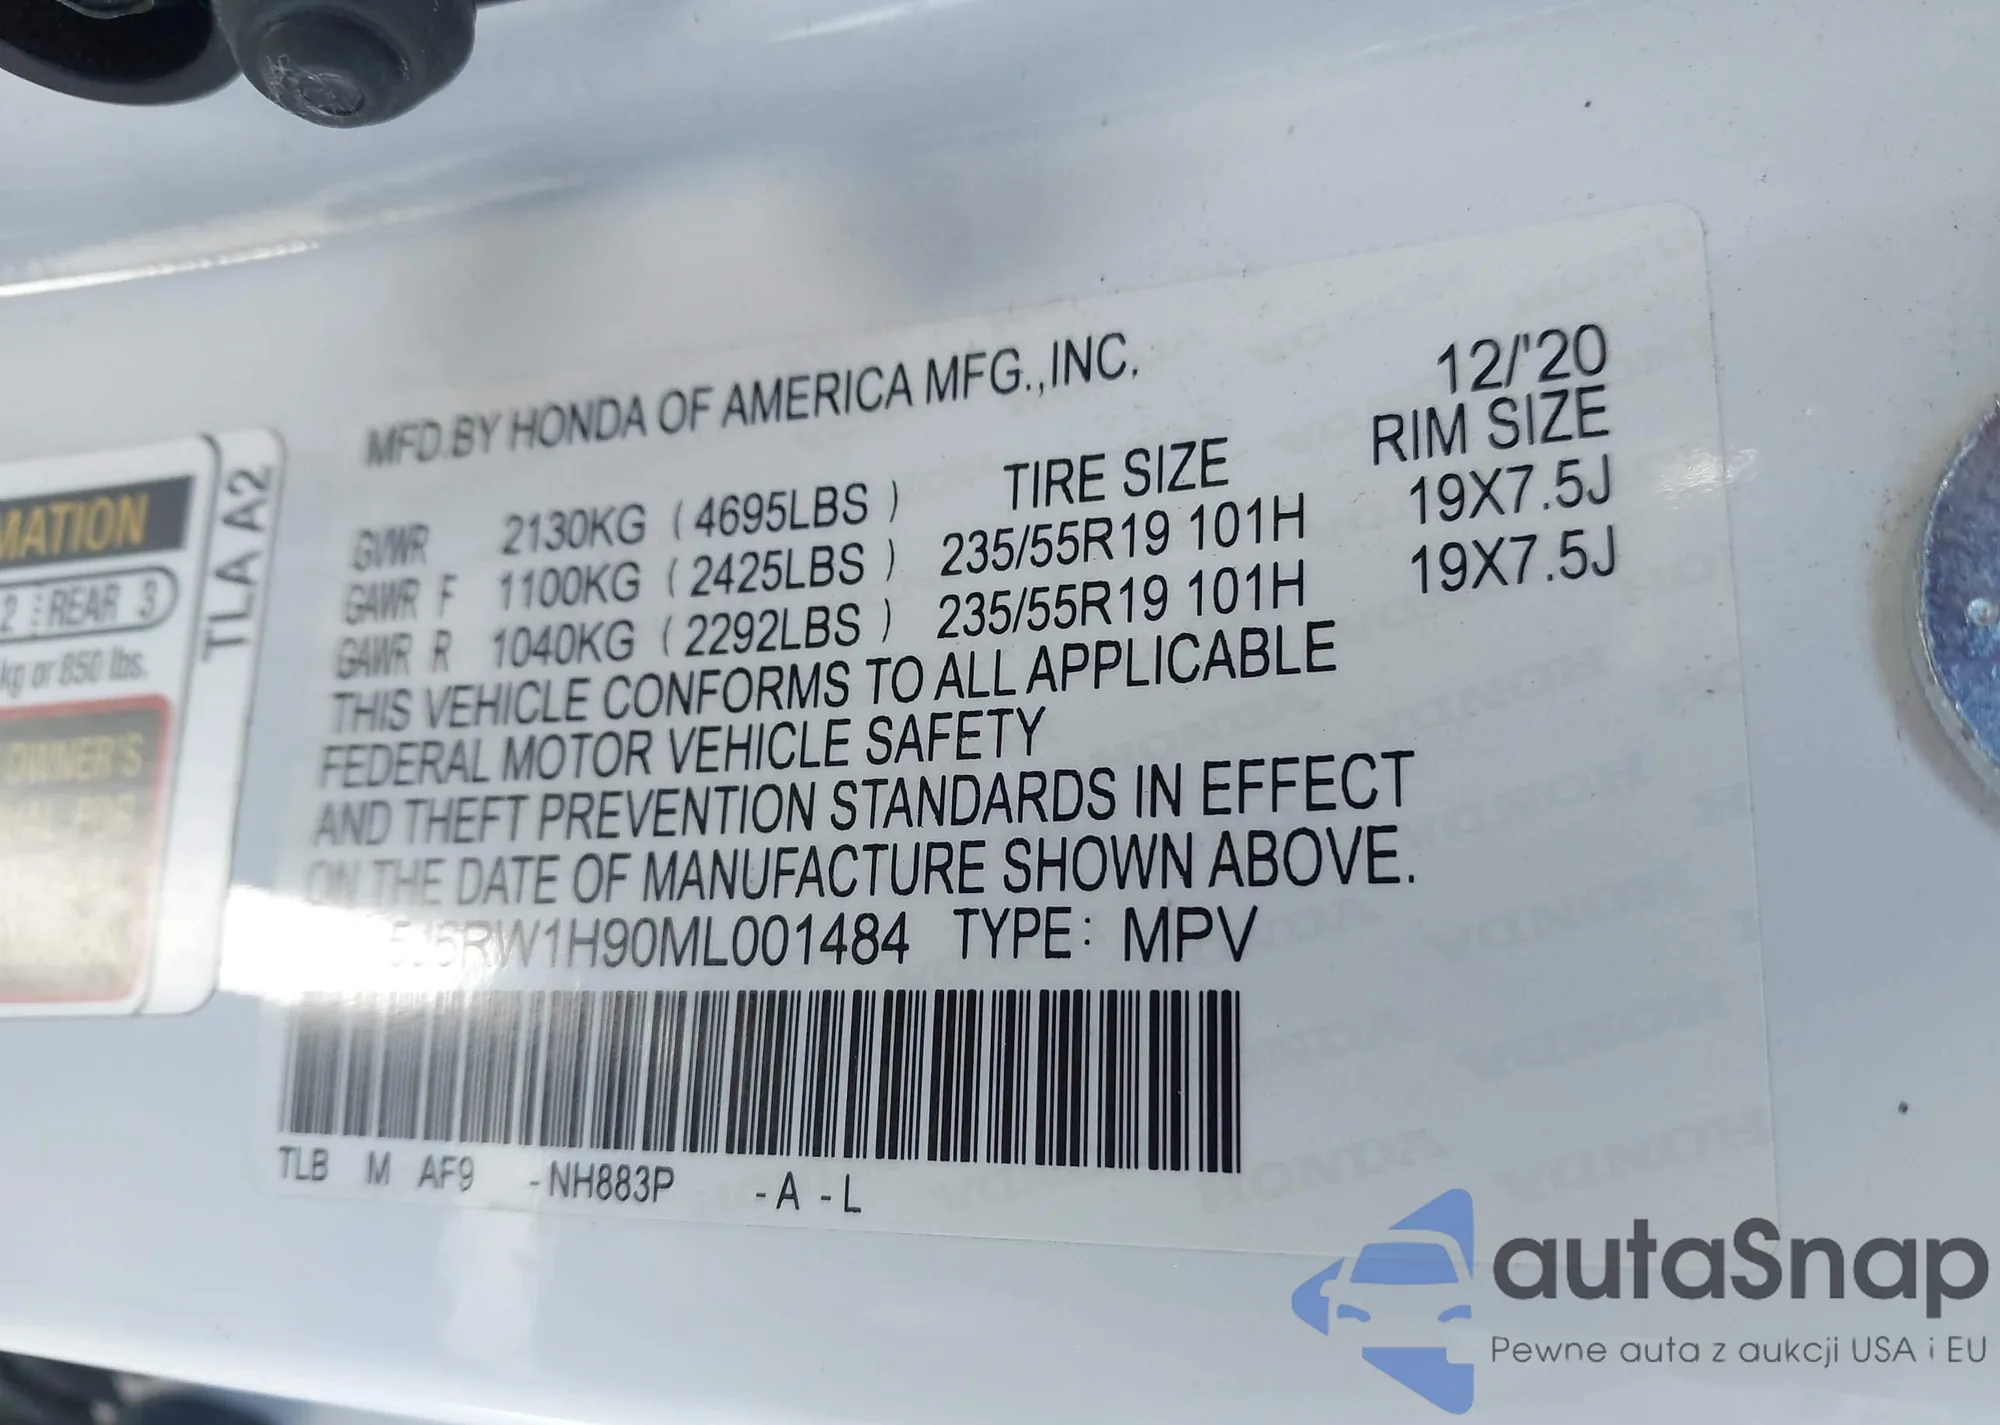 MFD.BY HONDA OF AMERICA MFG.,INC. 12/'20
TIRE SIZE RIM SIZE
GVWR 2130KG ( 4695LBS )
GAWR F 1100KG ( 2425LBS ) 235/55R19 101H 19X7.5J
GAWR R 1040KG ( 2292LBS ) 235/55R19 101H 19X7.5J
THIS VEHICLE CONFORMS TO ALL APPLICABLE
FEDERAL MOTOR VEHICLE SAFETY
AND THEFT PREVENTION STANDARDS IN EFFECT
ON THE DATE OF MANUFACTURE SHOWN ABOVE.
5J6RW1H90ML001484 TYPE: MPV
TLB M AF9 -NH883P -A -L
TLA A2
MATION
2 REAR 3
kg or 850 lbs.
OWNER'S
autaSnap
Pewne auta z aukcji USA i EU